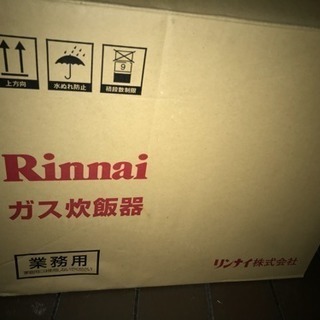 9
上方向
水ぬれ防止
積段数制限
Rinnai
ガス炊飯器
業務用
リンナイ株式会社